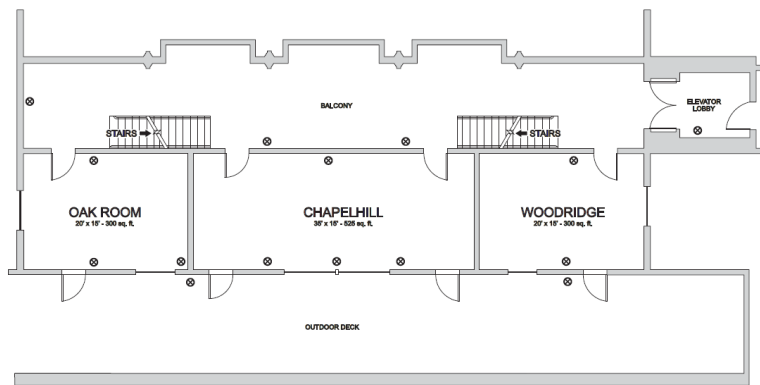 BALCONY
ELEVATOR
LOBBY
STAIRS
STAIRS
OAK ROOM
20' x 15' - 300 sq. ft.
CHAPELHILL
35' x 15' - 525 sq. ft.
WOODRIDGE
20' x 15' - 300 sq. ft.
OUTDOOR DECK